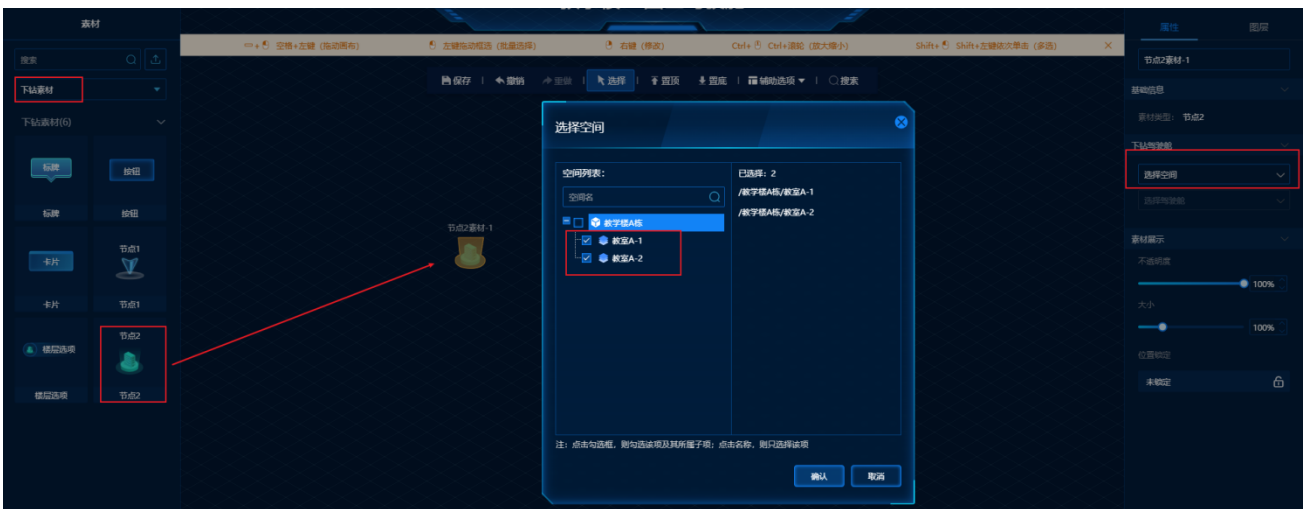 素材
搜索
下钻素材
下钻素材(6)
标牌
按钮
标牌
按钮
卡片
节点1
卡片
节点1
楼层选项
节点2
楼层选项
节点2
空格+左键 (拖动画布)
左键拖动框选 (批量选择)
右键 (修改)
Ctrl+ Ctrl+滚轮 (放大缩小)
Shift+ Shift+左键依次单击 (多选)
保存
撤销
重做
选择
置顶
置底
辅助选项
搜索
节点2素材-1
选择空间
空间列表:
空间名
教学楼A栋
教室A-1
教室A-2
已选择: 2
/教学楼A栋/教室A-1
/教学楼A栋/教室A-2
注: 点击勾选框, 则勾选该项及其所属子项; 点击名称, 则只选择该项
确认
取消
属性
图层
节点2素材-1
基础信息
素材类型: 节点2
下钻驾驶舱
选择空间
选择驾驶舱
素材展示
不透明度
100%
大小
100%
位置锁定
未锁定